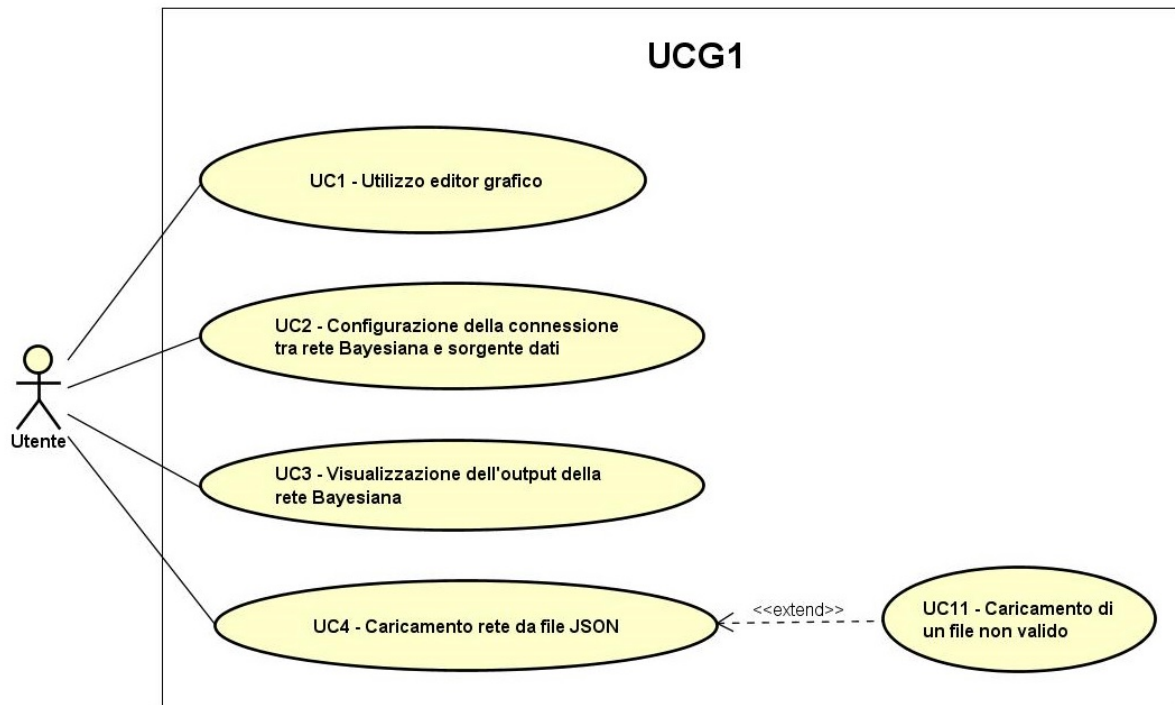 UCG1
UC1 - Utilizzo editor grafico
UC2 - Configurazione della connessione
tra rete Bayesiana e sorgente dati
Utente
UC3 - Visualizzazione dell'output della
rete Bayesiana
UC4 - Caricamento rete da file JSON
<<extend>>
UC11 - Caricamento di
un file non valido